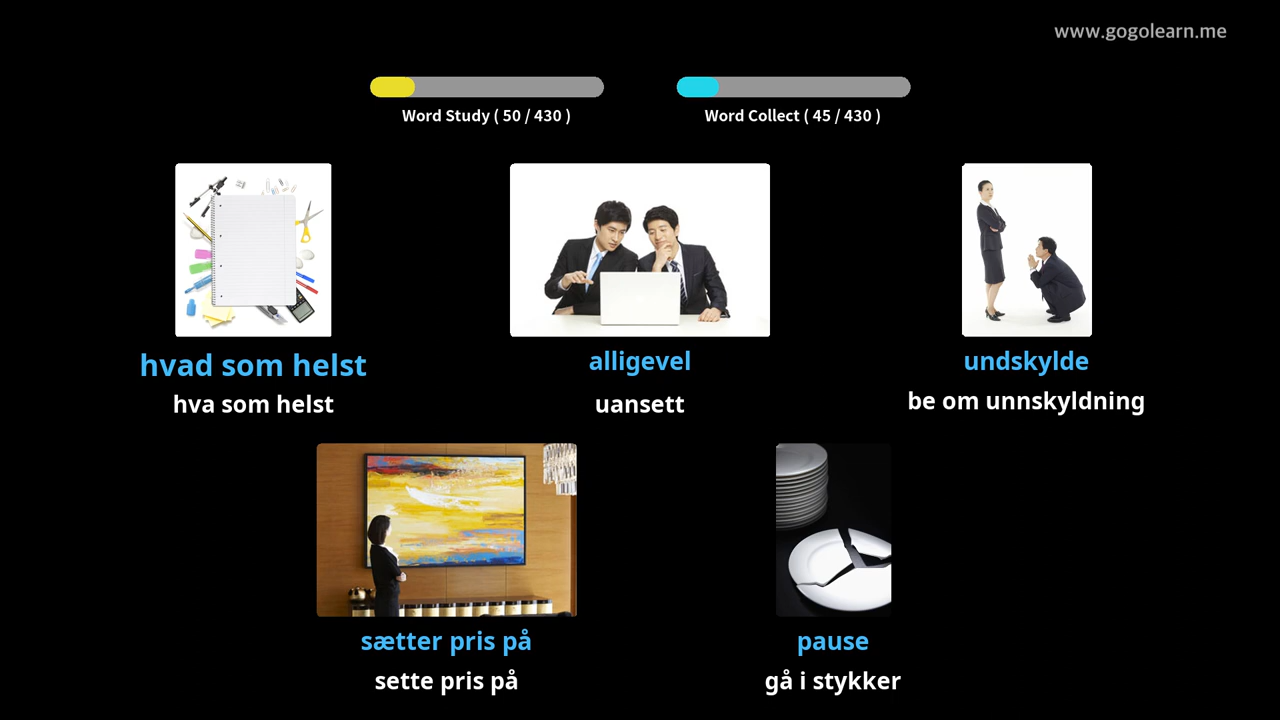 www.gogolearn.me
Word Study ( 50 / 430 )
Word Collect ( 45 / 430 )
hvad som helst
hva som helst
alligevel
uansett
undskylde
be om unnskyldning
sætter pris på
sette pris på
pause
gå i stykker